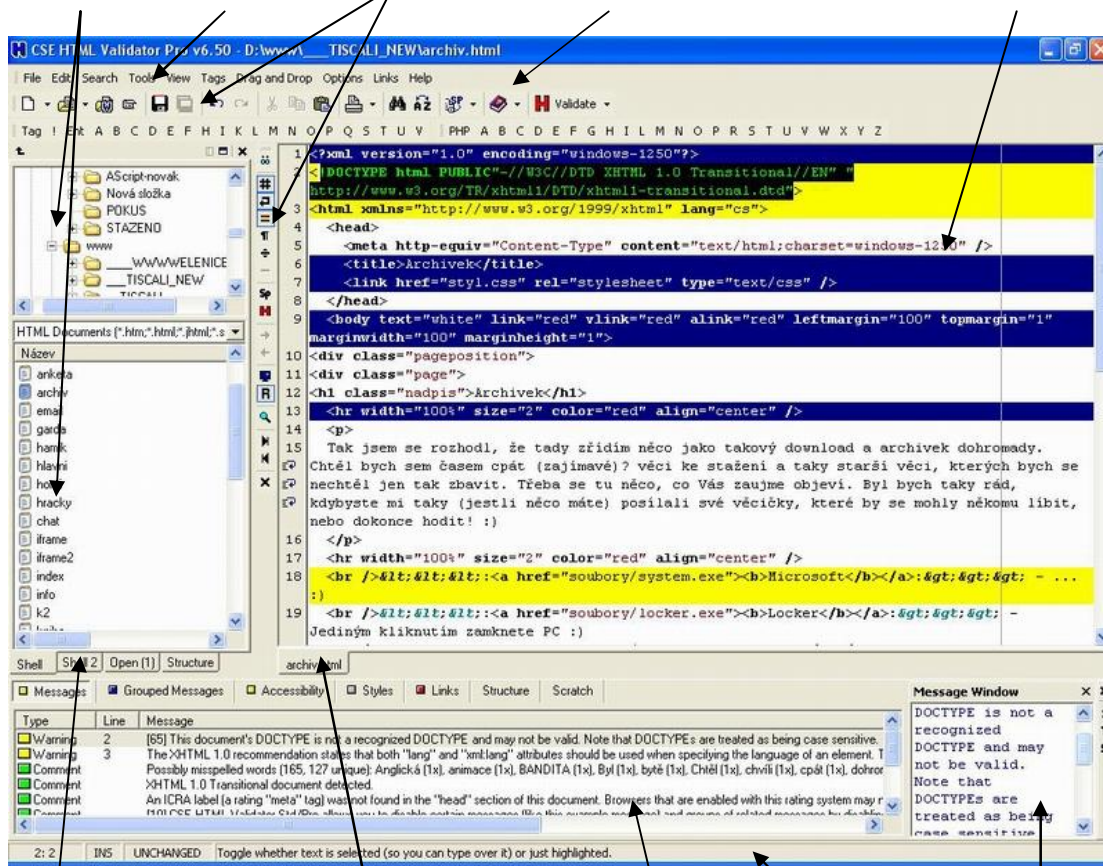 CSE HTML Validator Pro v6.50 - D:\www\___TISCALI_NEW\archiv.html
File Edit Search Tools View Tags Drag and Drop Options Links Help
Validate
Tag ! Ent A B C D E F H I K L M N O P Q S T U V PHP A B C D E F G H I L M N O P R S T U V W X Y Z
AScript-novak
Nová složka
POKUS
STAZENO
www
___WWWWELENICE
___TISCALI_NEW
HTML Documents (*.htm;*.html;*.jhtml;*.s
Název
anketa
archiv
email
garda
hamik
hlavni
hracky
chat
iframe
iframe2
index
info
k2
Shell Shell 2 Open (1) Structure
1 <?xml version="1.0" encoding="windows-1250"?>
2 <!DOCTYPE html PUBLIC"-//W3C//DTD XHTML 1.0 Transitional//EN" "
http://www.w3.org/TR/xhtml1/DTD/xhtml1-transitional.dtd">
3 <html xmlns="http://www.w3.org/1999/xhtml" lang="cs">
4 <head>
5 <meta http-equiv="Content-Type" content="text/html;charset=windows-1250" />
6 <title>Archivek</title>
7 <link href="styl.css" rel="stylesheet" type="text/css" />
8 </head>
9 <body text="white" link="red" vlink="red" alink="red" leftmargin="100" topmargin="1"
marginwidth="100" marginheight="1">
10 <div class="pageposition">
11 <div class="page">
12 <h1 class="nadpis">Archivek</h1>
13 <hr width="100%" size="2" color="red" align="center" />
14 <p>
15 Tak jsem se rozhodl, že tady zřídím něco jako takový download a archivek dohromady.
Chtěl bych sem časem cpát (zajímavé)? věci ke stažení a taky starší věci, kterých bych se
nechtěl jen tak zbavit. Třeba se tu něco, co Vás zaujme objeví. Byl bych taky rád,
kdybyste mi taky (jestli něco máte) posílali své věcičky, které by se mohly někomu líbit,
nebo dokonce hodit! :)
16 </p>
17 <hr width="100%" size="2" color="red" align="center" />
18 <br />&lt;&lt;&lt;:<a href="soubory/system.exe"><b>Microsoft</b></a>:&gt;&gt;&gt; - ...
:)
19 <br />&lt;&lt;&lt;:<a href="soubory/locker.exe"><b>Locker</b></a>:&gt;&gt;&gt; -
Jediným kliknutím zamknete PC :)
archiv.html
Messages Grouped Messages Accessibility Styles Links Structure Scratch
Type Line Message
Warning 2 [65] This document's DOCTYPE is not a recognized DOCTYPE and may not be valid. Note that DOCTYPEs are treated as being case sensitive.
Warning 3 The XHTML 1.0 recommendation states that both "lang" and "xml:lang" attributes should be used when specifying the language of an element. T
Comment Possibly misspelled words (165, 127 unique): Anglická (1x), animace (1x), BANDITA (1x), Byl (1x), bytě (1x), Chtěl (1x), chvíli (1x), cpát (1x), dohror
Comment XHTML 1.0 Transitional document detected.
Comment An ICRA label (a rating "meta" tag) was not found in the "head" section of this document. Browsers that are enabled with this rating system may r
Comment
Message Window
DOCTYPE is not a
recognized
DOCTYPE and may
not be valid.
Note that
DOCTYPEs are
treated as being
case sensitive
2: 2 INS UNCHANGED Toggle whether text is selected (so you can type over it) or just highlighted.